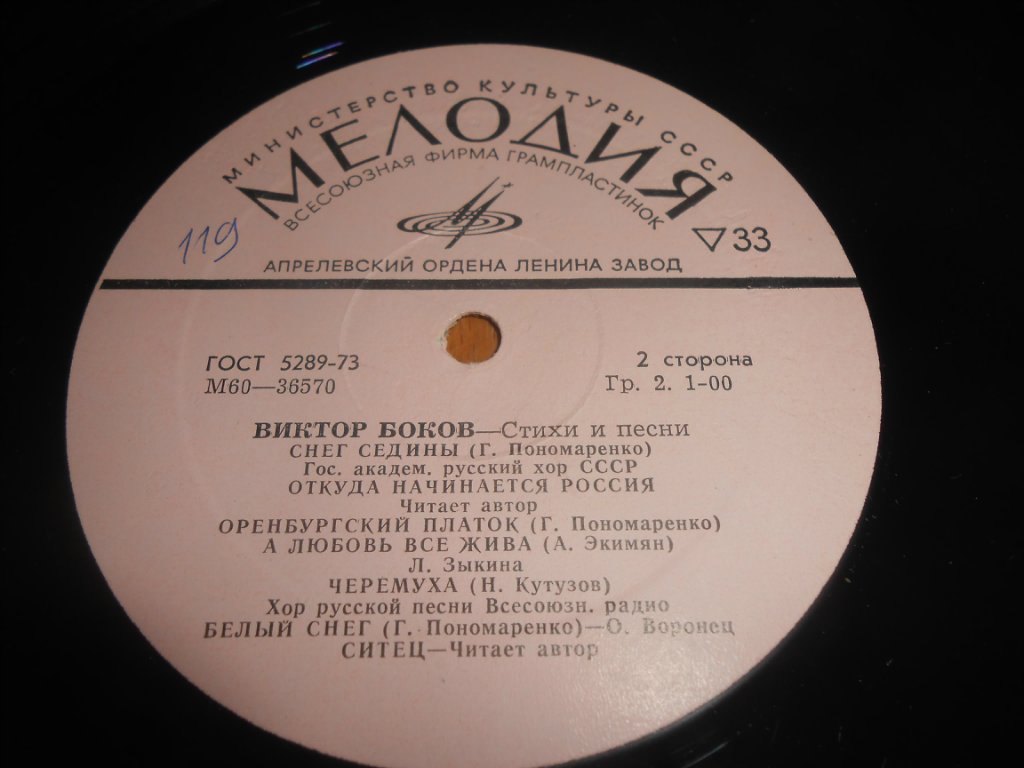 МИНИСТЕРСТВО КУЛЬТУРЫ СССР
МЕЛОДИЯ
ВСЕСОЮЗНАЯ ФИРМА ГРАМПЛАСТИНОК
119
33
АПРЕЛЕВСКИЙ ОРДЕНА ЛЕНИНА ЗАВОД
ГОСТ 5289-73
2 сторона
М60—36570
Гр. 2. 1-00
ВИКТОР БОКОВ—Стихи и песни
СНЕГ СЕДИНЫ (Г. Пономаренко)
Гос. академ. русский хор СССР
ОТКУДА НАЧИНАЕТСЯ РОССИЯ
Читает автор
ОРЕНБУРГСКИЙ ПЛАТОК (Г. Пономаренко)
А ЛЮБОВЬ ВСЕ ЖИВА (А. Экимян)
Л. Зыкина
ЧЕРЕМУХА (Н. Кутузов)
Хор русской песни Всесоюзн. радио
БЕЛЫЙ СНЕГ (Г. Пономаренко)—О. Воронец
СИТЕЦ—Читает автор